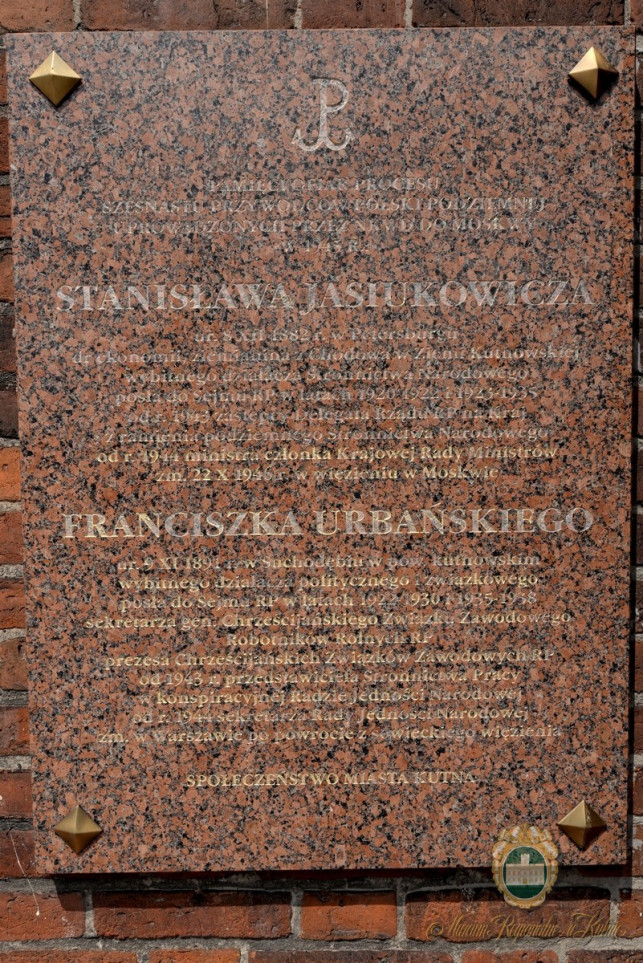 PAMIĘCI OFIAR PROCESU
SZESNASTU PRZYWÓDCÓW POLSKI PODZIEMNEJ
UPROWADZONYCH PRZEZ NKWD DO MOSKWY
w 1945 R.
STANISŁAWA JASIUKOWICZA
ur. 8 XII 1882 r. w Petersburgu
dr ekonomii, ziemianina z Chodowa w Ziemi Kutnowskiej
wybitnego działacza Stronnictwa Narodowego
posła do Sejmu RP w latach 1920-1922 i 1923-1935
od r. 1943 zastępcy Delegata Rządu RP na Kraj
z ramienia podziemnego Stronnictwa Narodowego
od r. 1944 ministra członka Krajowej Rady Ministrów
zm. 22 X 1946 r. w więzieniu w Moskwie
FRANCISZKA URBAŃSKIEGO
ur. 9 XI 1891 r. w Suchodębiu w pow. kutnowskim
wybitnego działacza politycznego i związkowego
posła do Sejmu RP w latach 1922-1930 i 1935-1938
sekretarza gen. Chrześcijańskiego Związku Zawodowego
Robotników Rolnych RP
prezesa Chrześcijańskich Związków Zawodowych RP
od 1943 r. przedstawiciela Stronnictwa Pracy
w konspiracyjnej Radzie Jedności Narodowej
od r. 1944 sekretarza Rady Jedności Narodowej
zm. w Warszawie po powrocie z sowieckiego więzienia
SPOŁECZEŃSTWO MIASTA KUTNA
Muzeum Regionalne w Kutnie